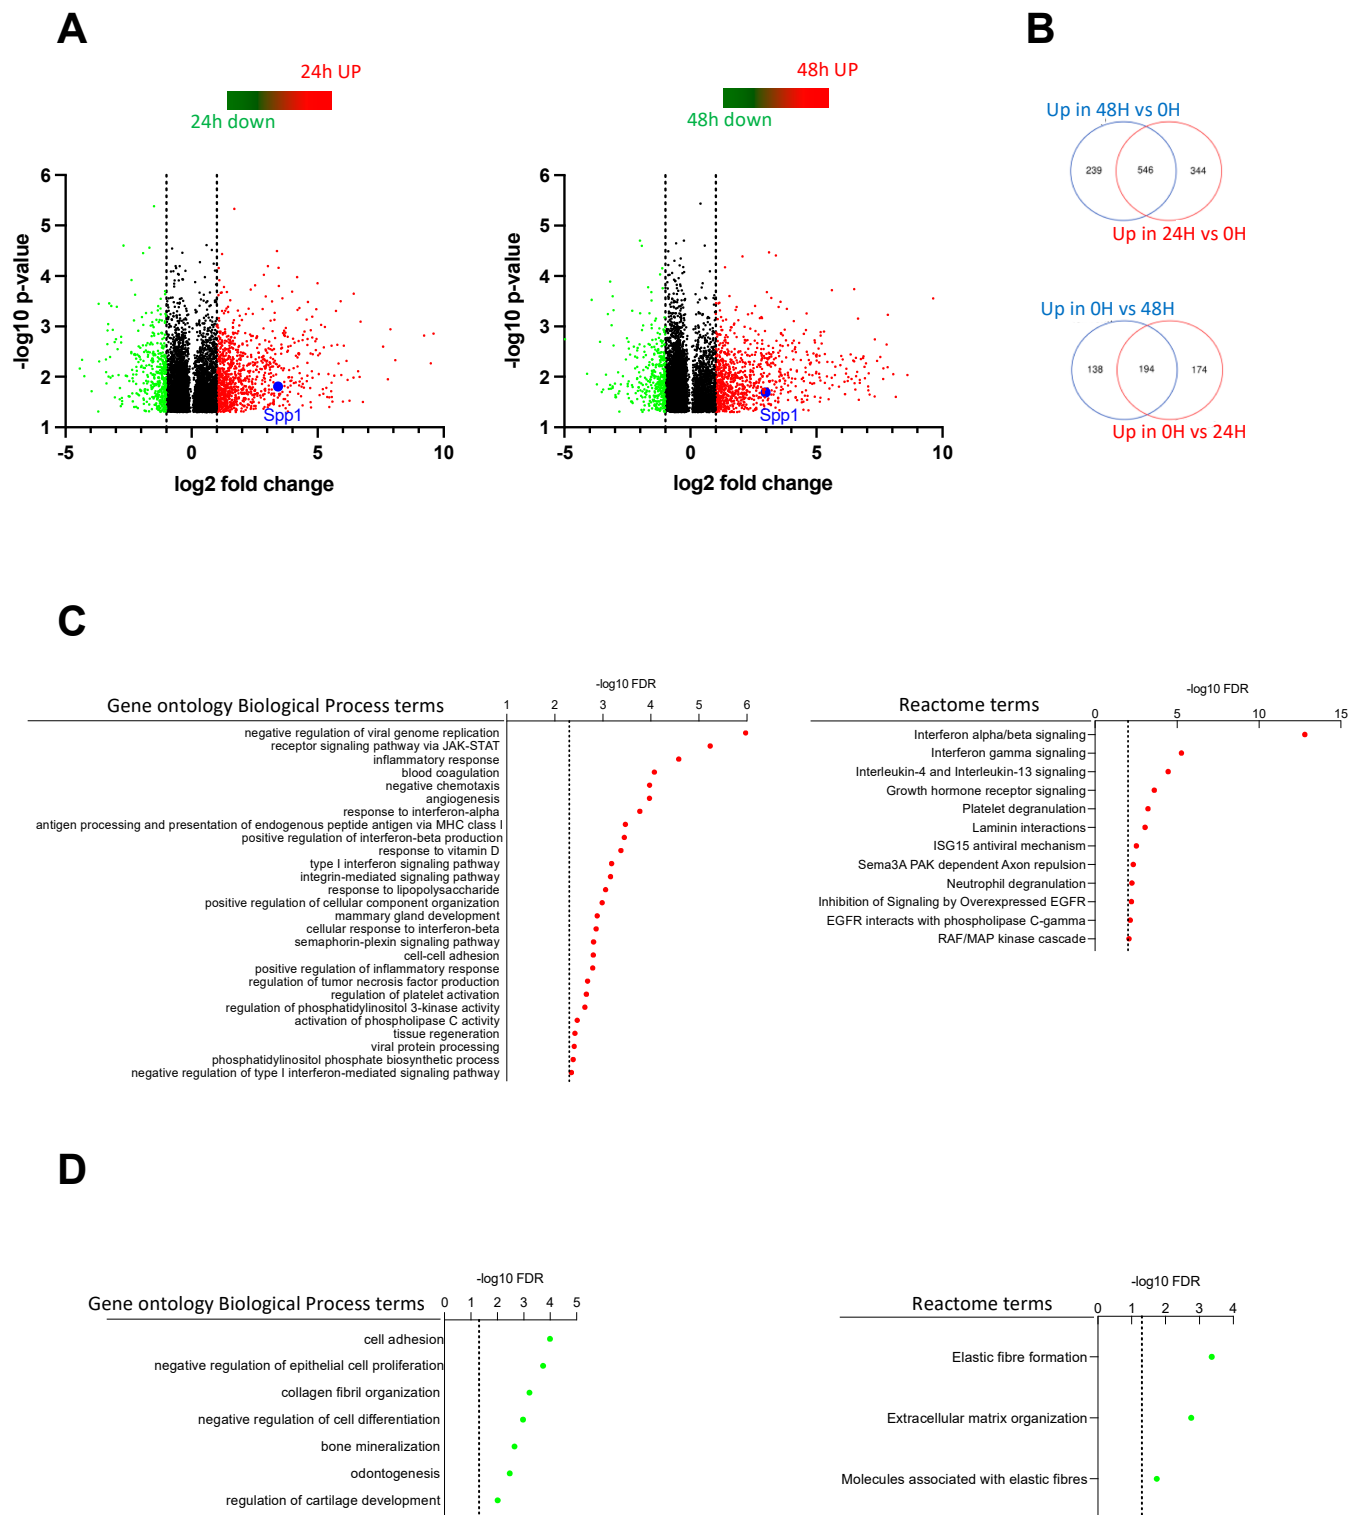 A
B
24h UP
24h down
48h UP
48h down
6
5
4
3
2
1
-log10 p-value
Spp1
-5
0
5
10
log2 fold change
6
5
4
3
2
1
-log10 p-value
Spp1
-5
0
5
10
log2 fold change
Up in 48H vs 0H
239
546
344
Up in 24H vs 0H
Up in 0H vs 48H
138
194
174
Up in 0H vs 24H
C
-log10 FDR
Gene ontology Biological Process terms
1 2 3 4 5 6
negative regulation of viral genome replication
receptor signaling pathway via JAK-STAT
inflammatory response
blood coagulation
negative chemotaxis
angiogenesis
response to interferon-alpha
antigen processing and presentation of endogenous peptide antigen via MHC class I
positive regulation of interferon-beta production
response to vitamin D
type I interferon signaling pathway
integrin-mediated signaling pathway
response to lipopolysaccharide
positive regulation of cellular component organization
mammary gland development
cellular response to interferon-beta
semaphorin-plexin signaling pathway
cell-cell adhesion
positive regulation of inflammatory response
regulation of tumor necrosis factor production
regulation of platelet activation
regulation of phosphatidylinositol 3-kinase activity
activation of phospholipase C activity
tissue regeneration
viral protein processing
phosphatidylinositol phosphate biosynthetic process
negative regulation of type I interferon-mediated signaling pathway
-log10 FDR
Reactome terms
0 5 10 15
Interferon alpha/beta signaling
Interferon gamma signaling
Interleukin-4 and Interleukin-13 signaling
Growth hormone receptor signaling
Platelet degranulation
Laminin interactions
ISG15 antiviral mechanism
Sema3A PAK dependent Axon repulsion
Neutrophil degranulation
Inhibition of Signaling by Overexpressed EGFR
EGFR interacts with phospholipase C-gamma
RAF/MAP kinase cascade
D
-log10 FDR
Gene ontology Biological Process terms
0 1 2 3 4 5
cell adhesion
negative regulation of epithelial cell proliferation
collagen fibril organization
negative regulation of cell differentiation
bone mineralization
odontogenesis
regulation of cartilage development
-log10 FDR
Reactome terms
0 1 2 3 4
Elastic fibre formation
Extracellular matrix organization
Molecules associated with elastic fibres